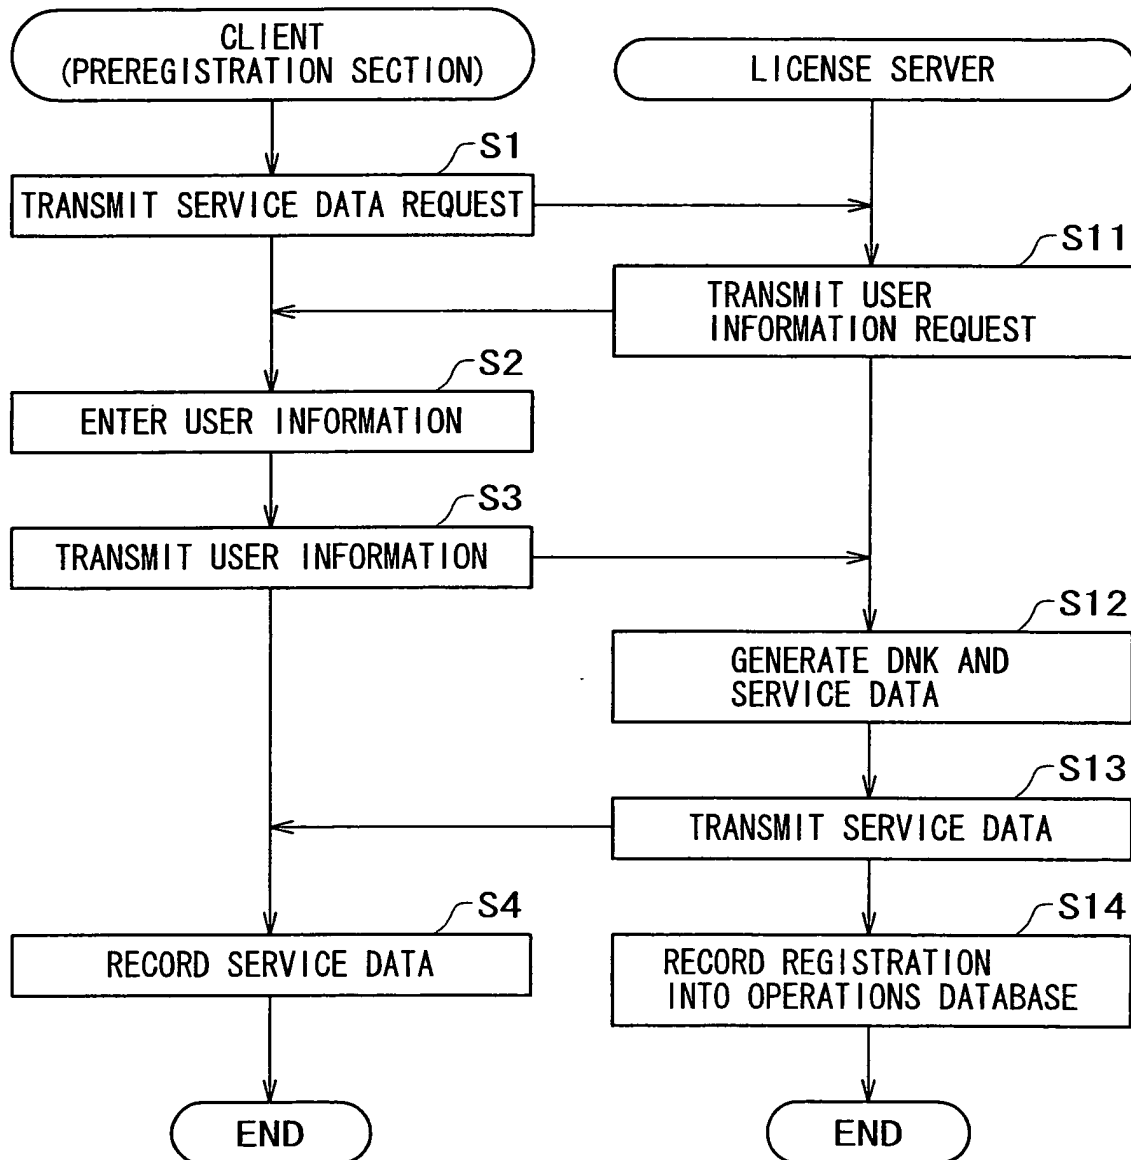 CLIENT
(PREREGISTRATION SECTION)
LICENSE SERVER
S1
TRANSMIT SERVICE DATA REQUEST
S11
TRANSMIT USER
INFORMATION REQUEST
S2
ENTER USER INFORMATION
S3
TRANSMIT USER INFORMATION
S12
GENERATE DNK AND
SERVICE DATA
S13
TRANSMIT SERVICE DATA
S4
RECORD SERVICE DATA
S14
RECORD REGISTRATION
INTO OPERATIONS DATABASE
END
END